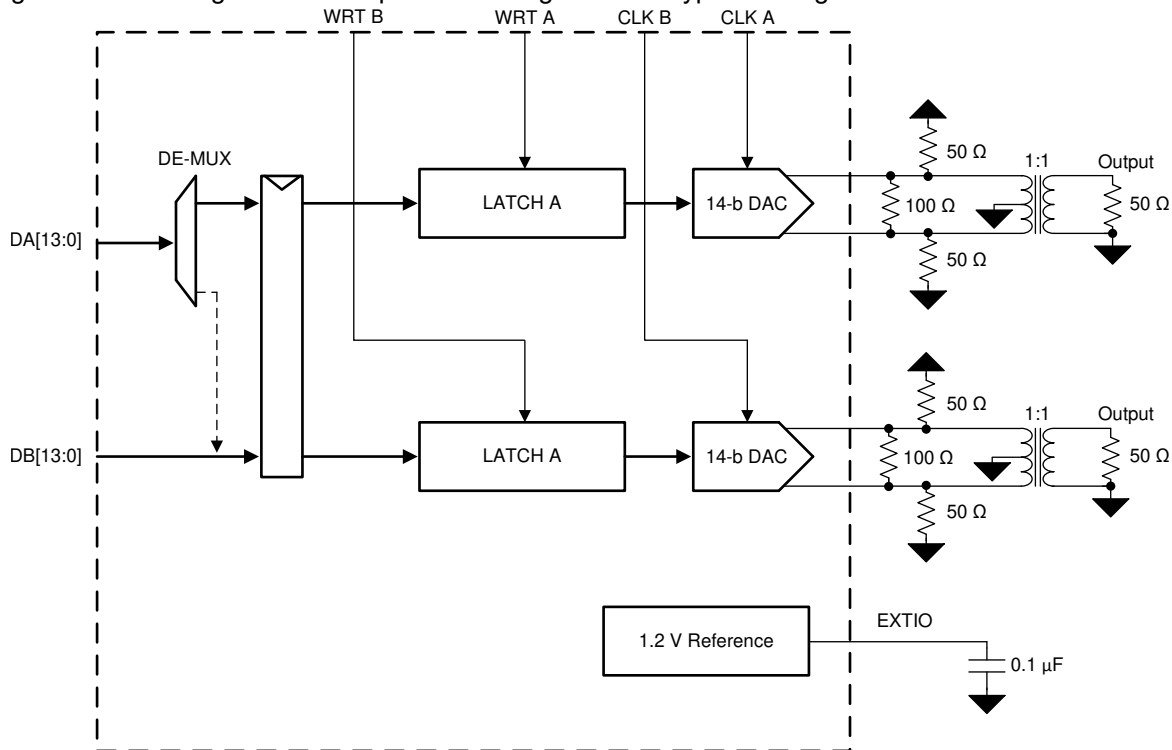 WRT B
WRT A
CLK B
CLK A
DE-MUX
50 Ω
1:1
Output
LATCH A
14-b DAC
100 Ω
50 Ω
DA[13:0]
50 Ω
50 Ω
1:1
Output
DB[13:0]
LATCH A
14-b DAC
100 Ω
50 Ω
50 Ω
1.2 V Reference
EXTIO
0.1 µF